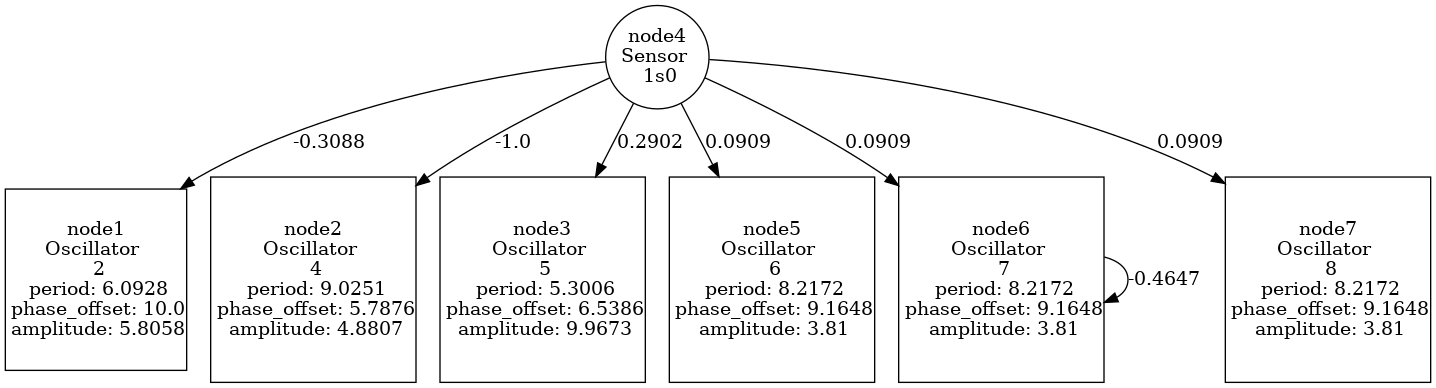 node4
Sensor
1s0
-0.3088
-1.0
0.2902
0.0909
0.0909
0.0909
node1
Oscillator
2
period: 6.0928
phase_offset: 10.0
amplitude: 5.8058
node2
Oscillator
4
period: 9.0251
phase_offset: 5.7876
amplitude: 4.8807
node3
Oscillator
5
period: 5.3006
phase_offset: 6.5386
amplitude: 9.9673
node5
Oscillator
6
period: 8.2172
phase_offset: 9.1648
amplitude: 3.81
node6
Oscillator
7
period: 8.2172
phase_offset: 9.1648
amplitude: 3.81
-0.4647
node7
Oscillator
8
period: 8.2172
phase_offset: 9.1648
amplitude: 3.81